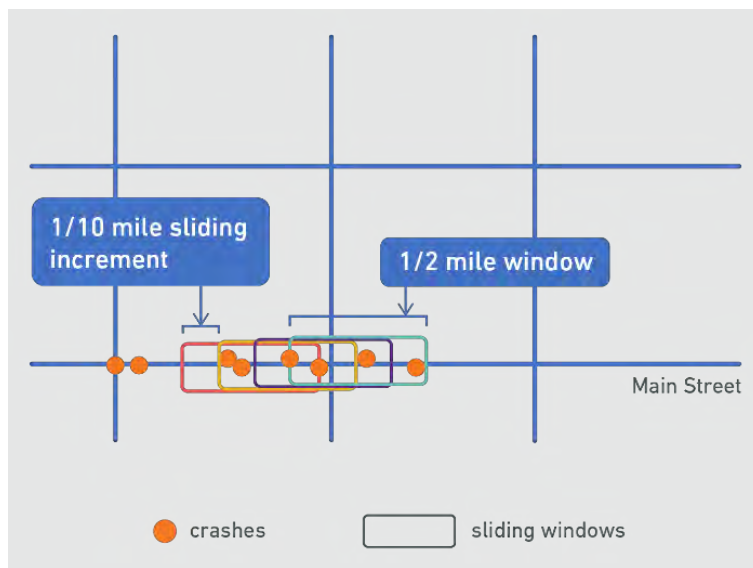 1/10 mile sliding
increment
1/2 mile window
Main Street
crashes
sliding windows